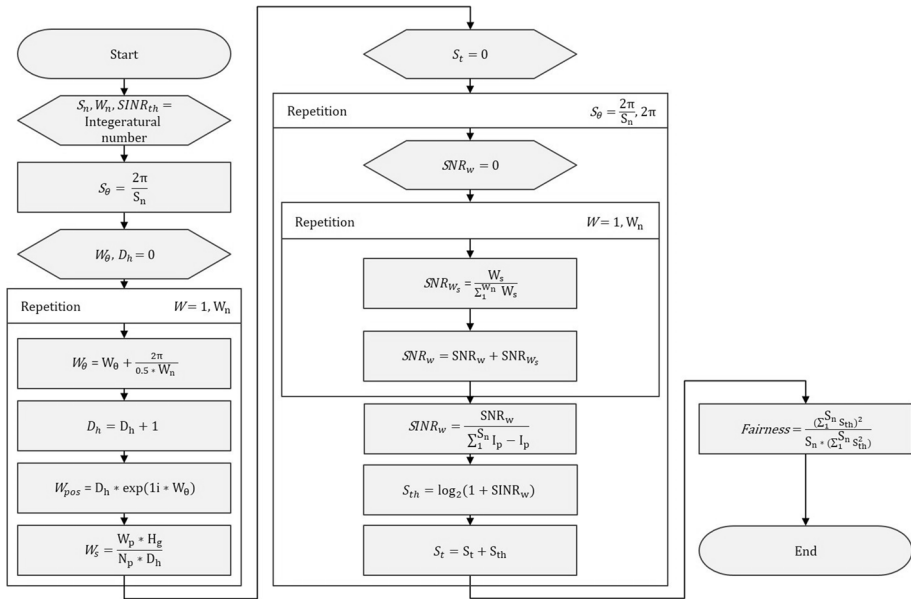 Start
S_n, W_n, SINR_th =
Integeratural
number
S_θ = 2π / S_n
W_θ, D_h = 0
Repetition W = 1, W_n
W_θ = W_θ + 2π / 0.5 * W_n
D_h = D_h + 1
W_pos = D_h * exp(1i * W_θ)
W_s = W_p * H_g / N_p * D_h
S_t = 0
Repetition S_θ = 2π / S_n, 2π
SNR_w = 0
Repetition W = 1, W_n
SNR_W_s = W_s / Σ_1^W_n W_s
SNR_w = SNR_w + SNR_W_s
SINR_w = SNR_w / Σ_1^S_n I_p − I_p
S_th = log_2(1 + SINR_w)
S_t = S_t + S_th
Fairness = (Σ_1^S_n S_th)^2 / S_n * (Σ_1^S_n S_th^2)
End